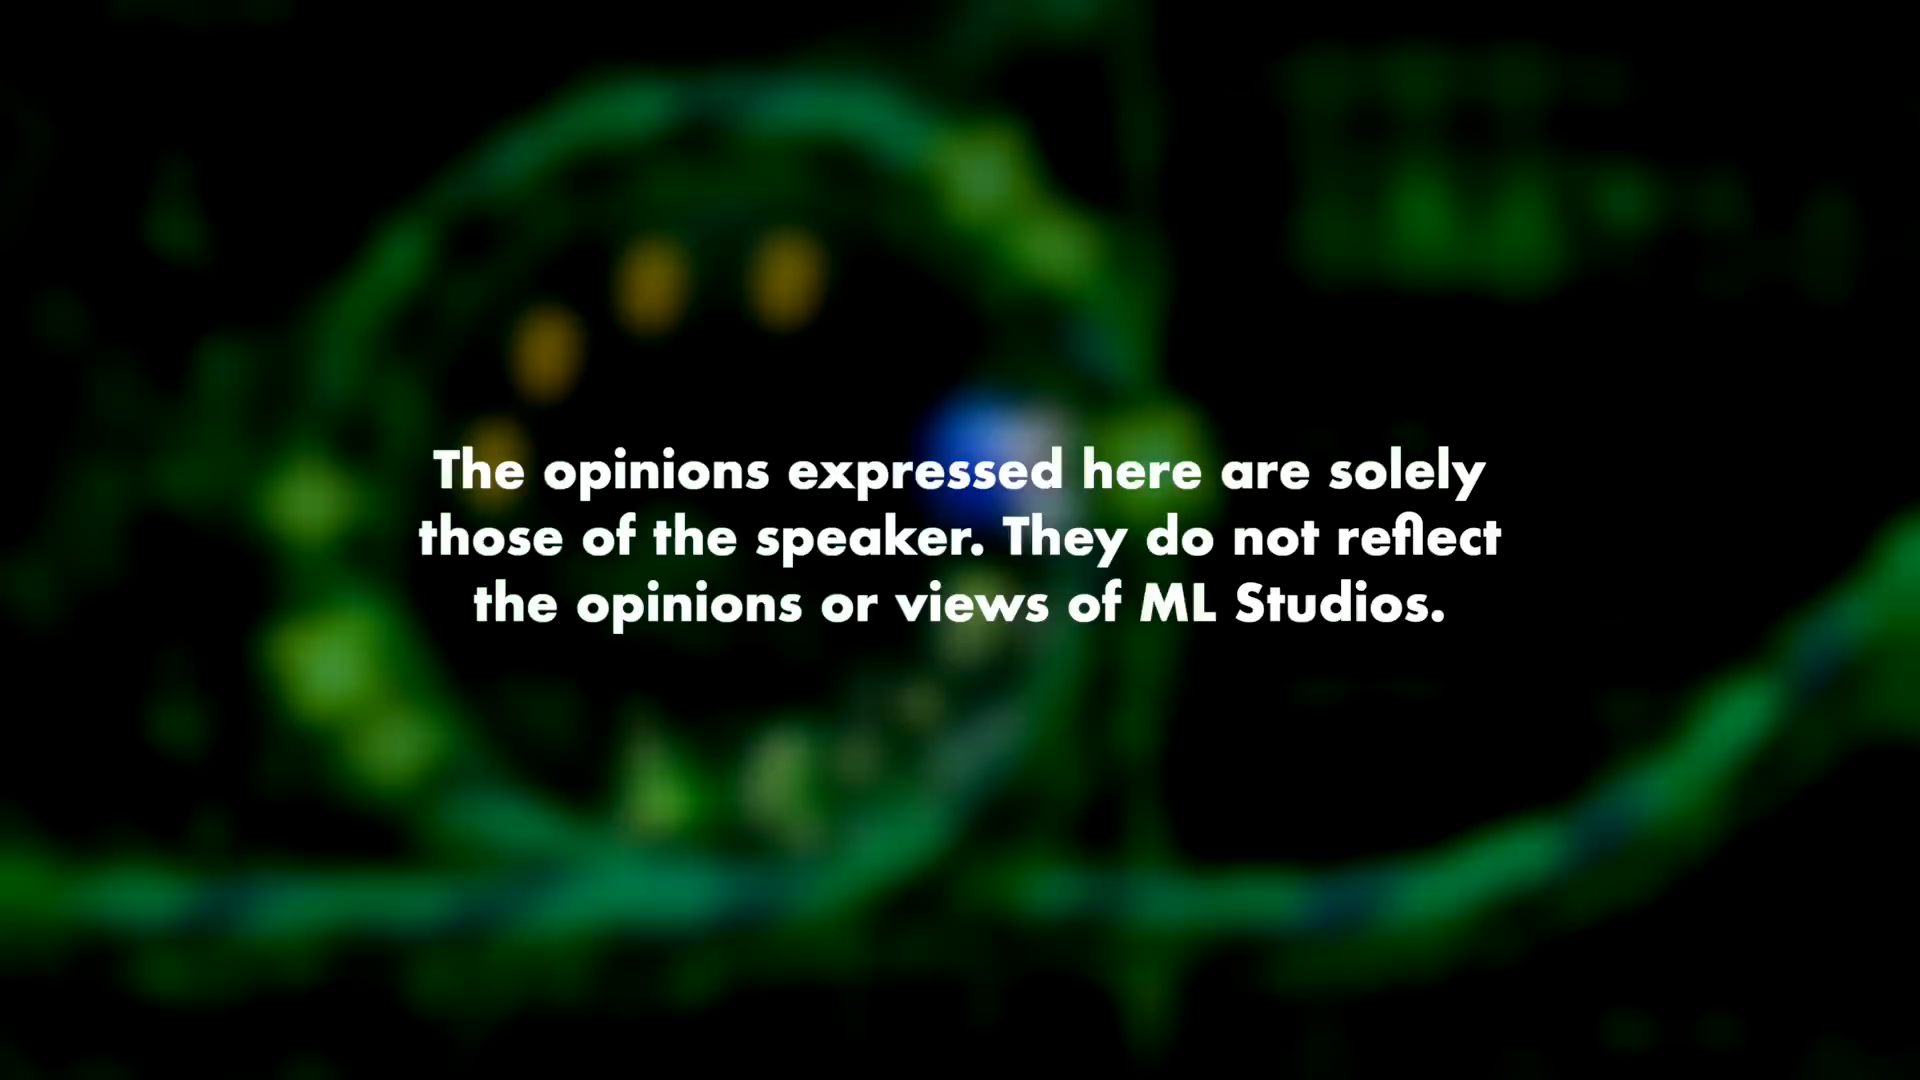 The opinions expressed here are solely
those of the speaker. They do not reflect
the opinions or views of ML Studios.